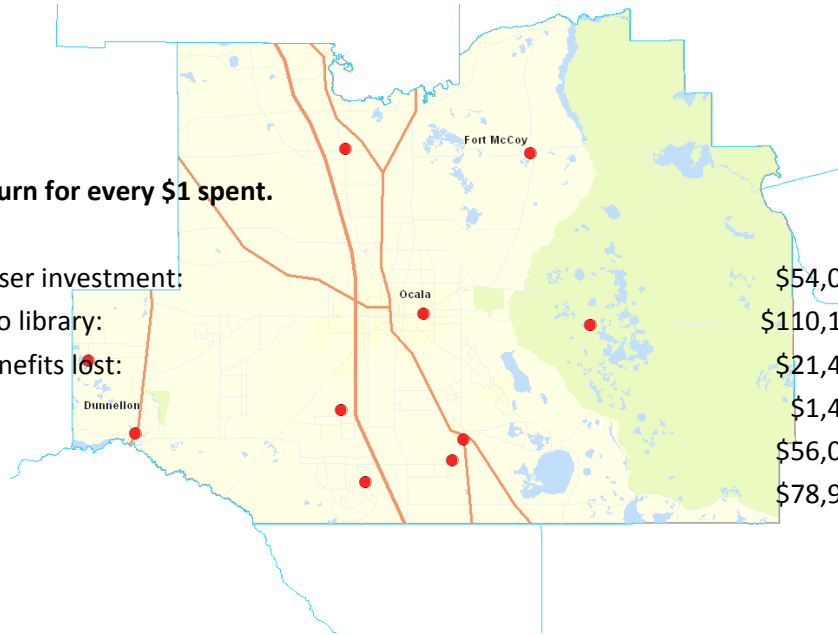 Fort McCoy
urn for every $1 spent.
ser investment: $54,0
Ocala
o library: $110,1
nefits lost: $21,4
Dunnellon $1,4
$56,0
$78,9